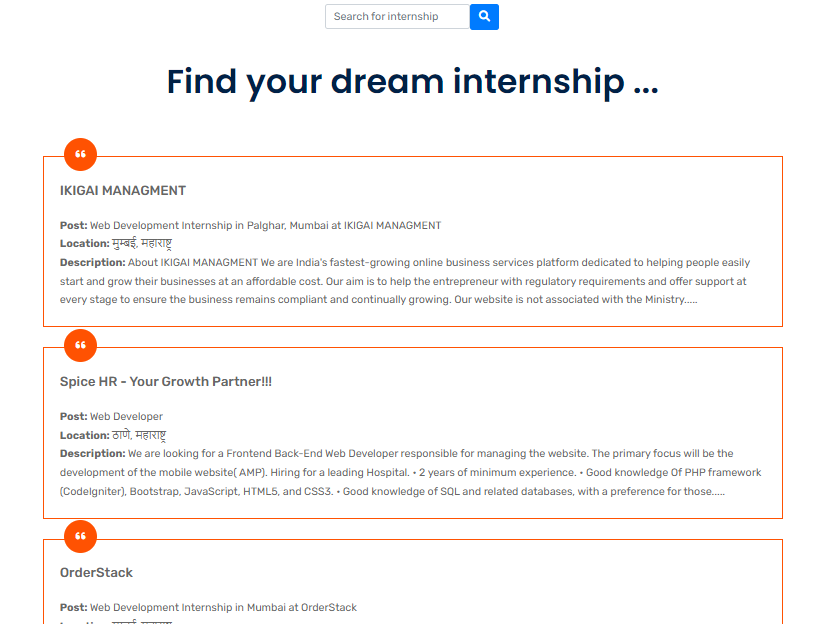 Search for internship
Find your dream internship ...
IKIGAI MANAGMENT
Post: Web Development Internship in Palghar, Mumbai at IKIGAI MANAGMENT
Location: मुम्बई, महाराष्ट्र
Description: About IKIGAI MANAGMENT We are India's fastest-growing online business services platform dedicated to helping people easily
start and grow their businesses at an affordable cost. Our aim is to help the entrepreneur with regulatory requirements and offer support at
every stage to ensure the business remains compliant and continually growing. Our website is not associated with the Ministry.....
Spice HR - Your Growth Partner!!!
Post: Web Developer
Location: ठाणे, महाराष्ट्र
Description: We are looking for a Frontend Back-End Web Developer responsible for managing the website. The primary focus will be the
development of the mobile website( AMP). Hiring for a leading Hospital. • 2 years of minimum experience. • Good knowledge Of PHP framework
(CodeIgniter), Bootstrap, JavaScript, HTML5, and CSS3. • Good knowledge of SQL and related databases, with a preference for those.....
OrderStack
Post: Web Development Internship in Mumbai at OrderStack